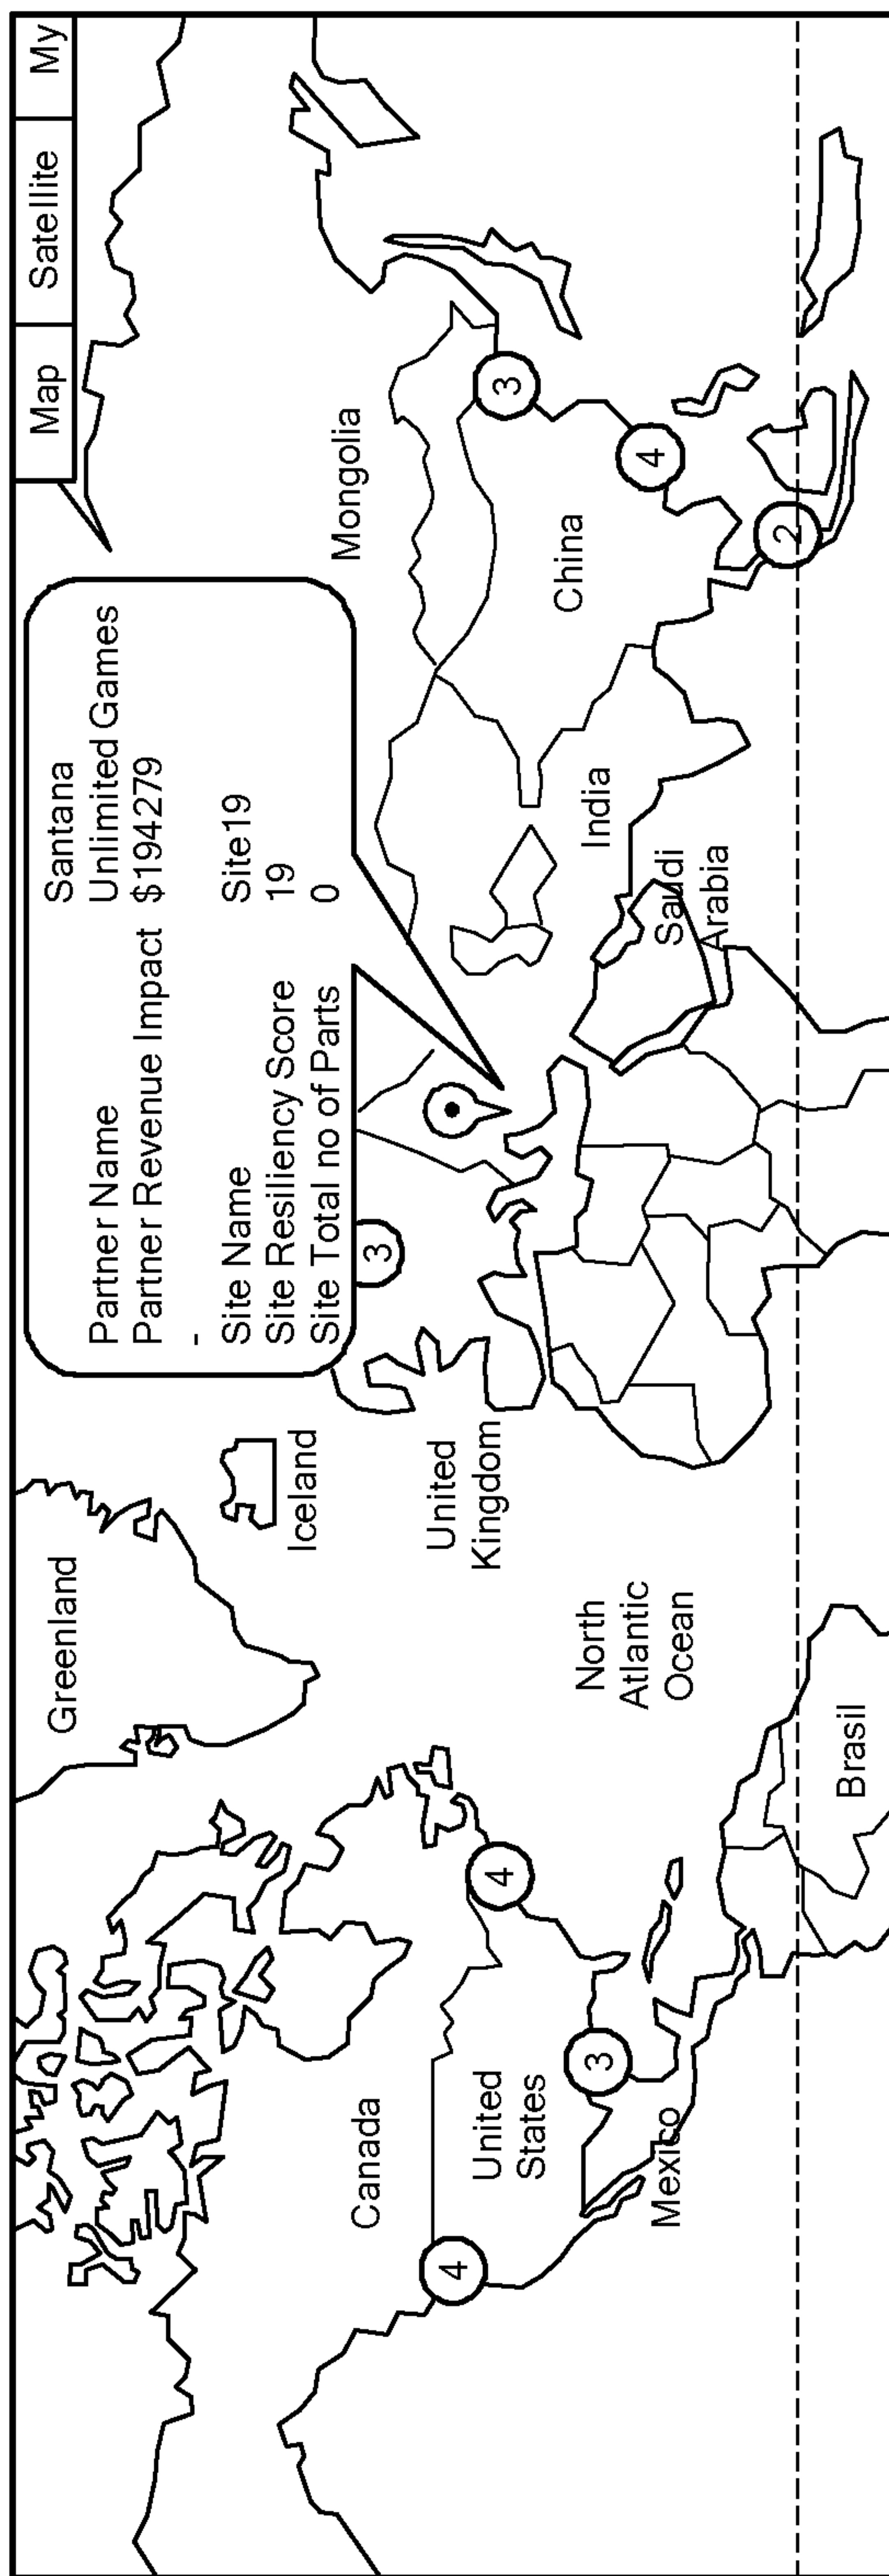 Map Satellite My
Santana
Partner Name Unlimited Games
Partner Revenue Impact $194279
-
Site Name Site19
Site Resiliency Score 19
Site Total no of Parts 0
Greenland
Iceland
3
Mongolia
Canada
4
United
Kingdom
United
States
4
3
China
India
North
Atlantic
Ocean
3
4
Saudi
Arabia
Mexico
2
Brasil